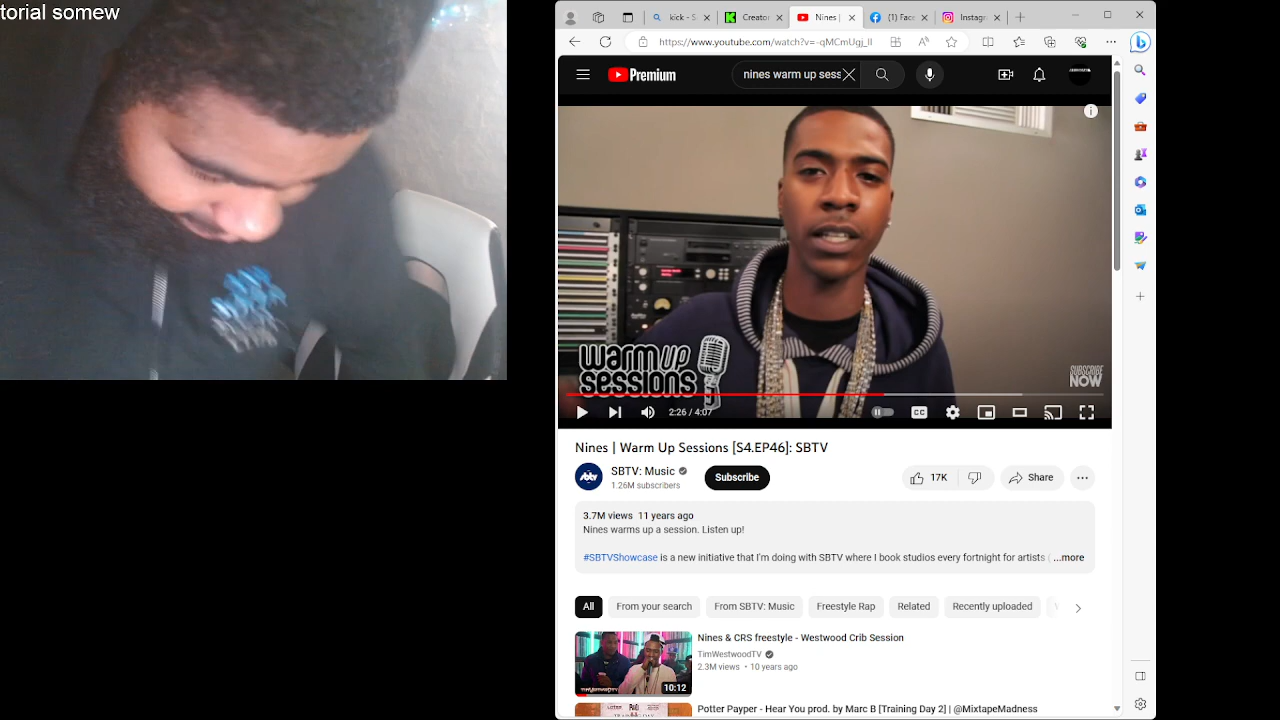 torial somew
kick - S
Creator
Nines |
(1) Face
Instagr
https://www.youtube.com/watch?v=-qMCmUgj_lI
Premium
nines warm up sess
warm up
sessions
SUBSCRIBE
NOW
2:26 / 4:07
CC
Nines | Warm Up Sessions [S4.EP46]: SBTV
SBTV: Music
1.26M subscribers
Subscribe
17K
Share
3.7M views 11 years ago
Nines warms up a session. Listen up!
#SBTVShowcase is a new initiative that I'm doing with SBTV where I book studios every fortnight for artists ( ...more
All
From your search
From SBTV: Music
Freestyle Rap
Related
Recently uploaded
Nines & CRS freestyle - Westwood Crib Session
TimWestwoodTV
2.3M views • 10 years ago
10:12
Potter Payper - Hear You prod. by Marc B [Training Day 2] | @MixtapeMadness